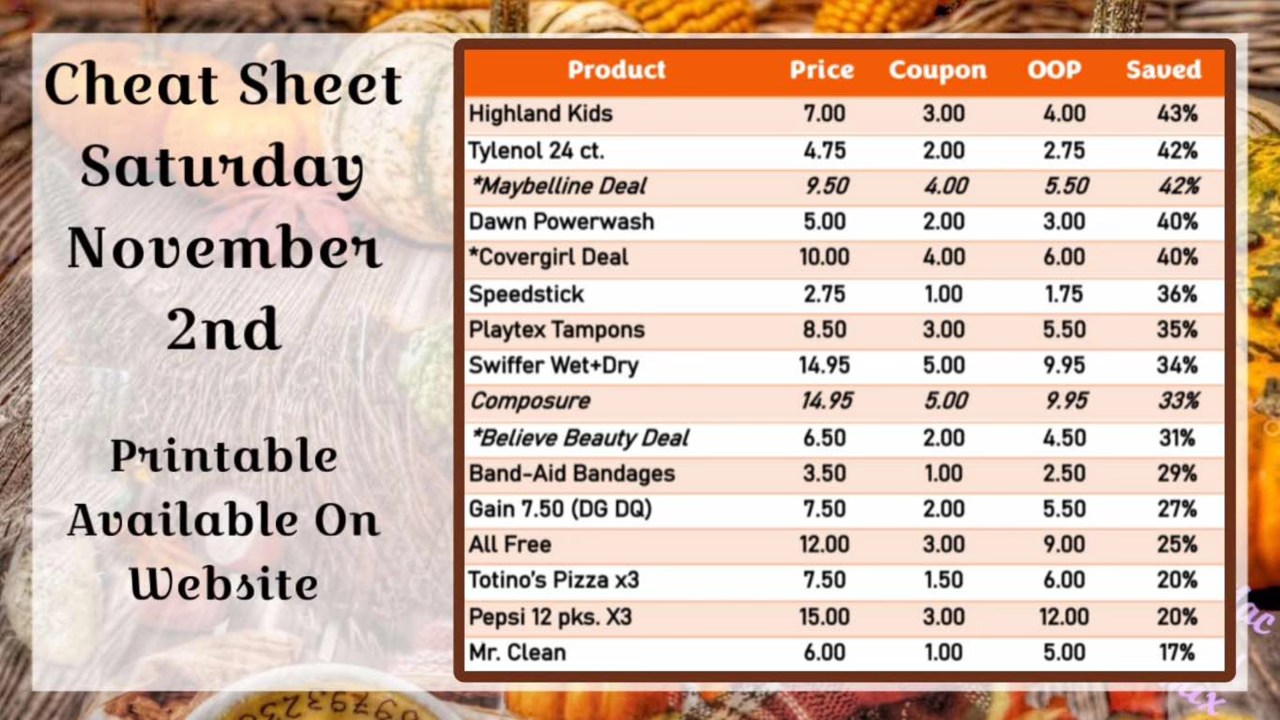 Cheat Sheet
Saturday
November
2nd
Printable
Available On
Website
Product Price Coupon OOP Saved
Highland Kids 7.00 3.00 4.00 43%
Tylenol 24 ct. 4.75 2.00 2.75 42%
*Maybelline Deal 9.50 4.00 5.50 42%
Dawn Powerwash 5.00 2.00 3.00 40%
*Covergirl Deal 10.00 4.00 6.00 40%
Speedstick 2.75 1.00 1.75 36%
Playtex Tampons 8.50 3.00 5.50 35%
Swiffer Wet+Dry 14.95 5.00 9.95 34%
Composure 14.95 5.00 9.95 33%
*Believe Beauty Deal 6.50 2.00 4.50 31%
Band-Aid Bandages 3.50 1.00 2.50 29%
Gain 7.50 (DG DQ) 7.50 2.00 5.50 27%
All Free 12.00 3.00 9.00 25%
Totino's Pizza x3 7.50 1.50 6.00 20%
Pepsi 12 pks. X3 15.00 3.00 12.00 20%
Mr. Clean 6.00 1.00 5.00 17%